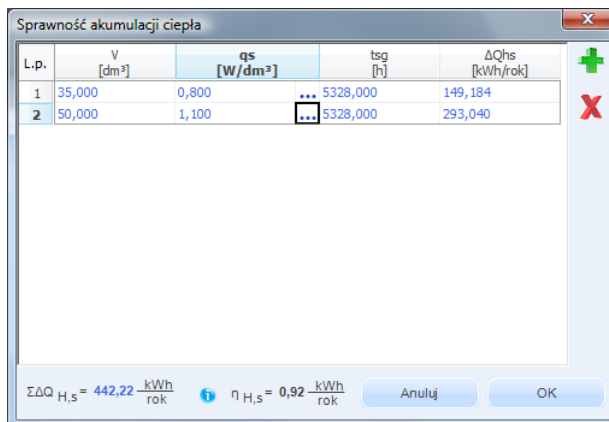 Sprawność akumulacji ciepła
L.p. V [dm³] qs [W/dm³] tsg [h] ΔQhs [kWh/rok]
1 35,000 0,800 ... 5328,000 149,184
2 50,000 1,100 ... 5328,000 293,040
ΣΔQ H,s = 442,22 kWh/rok η H,s = 0,92 kWh/rok Anuluj OK